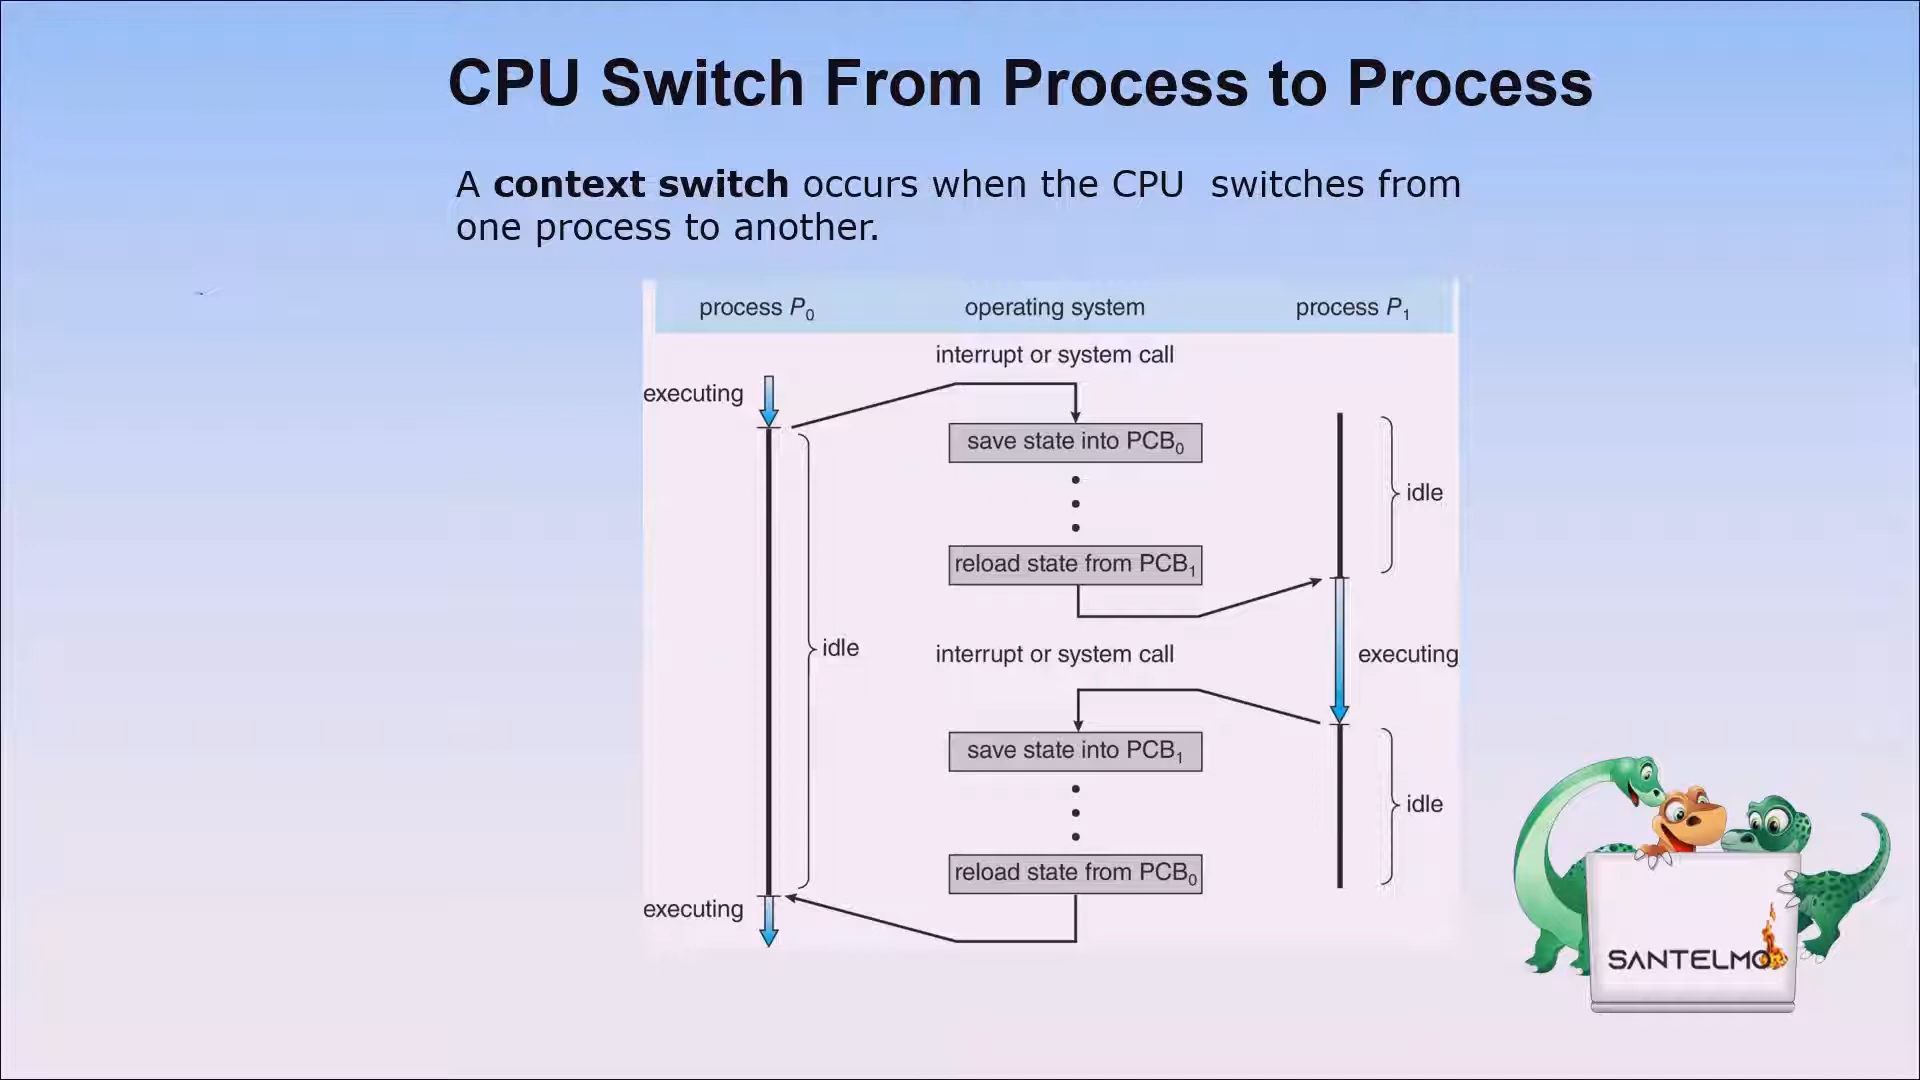 CPU Switch From Process to Process
A context switch occurs when the CPU  switches from
one process to another.
process P0
operating system
process P1
interrupt or system call
executing
save state into PCB0
idle
reload state from PCB1
idle
interrupt or system call
executing
save state into PCB1
idle
reload state from PCB0
executing
SANTELMO